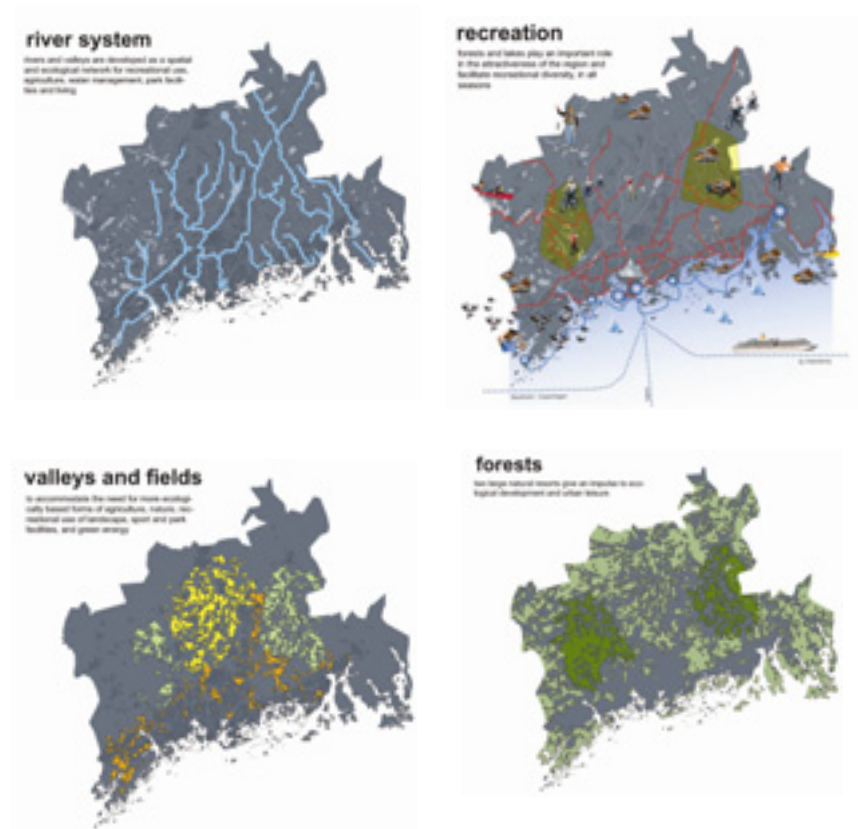 river system
rivers and valleys are developed as a spatial
and ecological network for recreational use,
agriculture, water management, park facili-
ties and living
recreation
forests and lakes play an important role
in the attractiveness of the region and
facilitate recreational diversity, in all
seasons
valleys and fields
to accommodate the need for more ecologi-
cally based forms of agriculture, nature, rec-
reational use of landscape, sport and park
facilities, and green energy
forests
two large natural resorts give an impulse to eco-
logical development and urban leisure